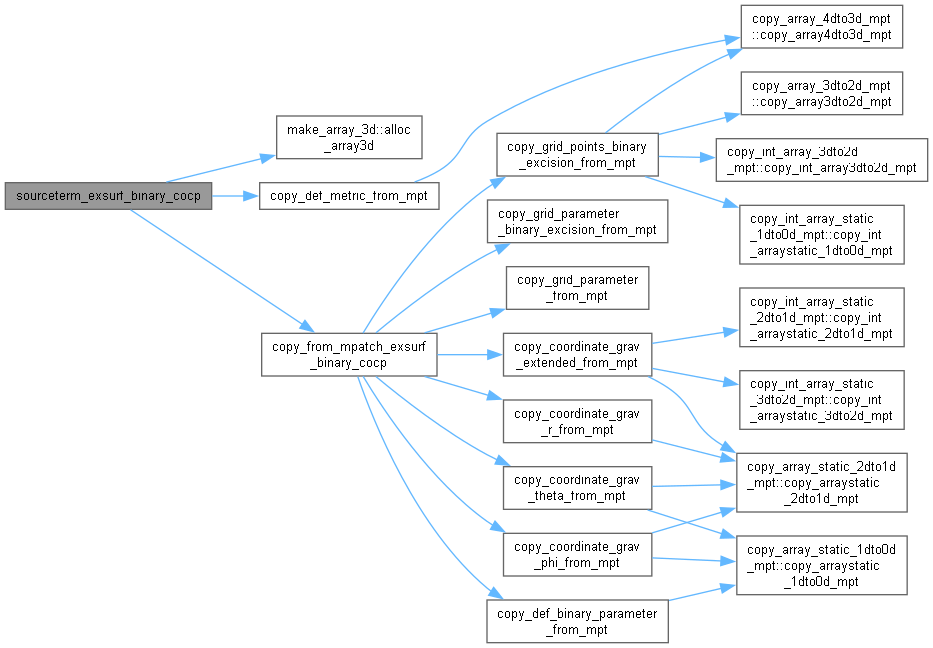 sourceterm_exsurf_binary_cocp
make_array_3d::alloc
_array3d
copy_def_metric_from_mpt
copy_from_mpatch_exsurf
_binary_cocp
copy_grid_points_binary
_excision_from_mpt
copy_grid_parameter
_binary_excision_from_mpt
copy_grid_parameter
_from_mpt
copy_coordinate_grav
_extended_from_mpt
copy_coordinate_grav
_r_from_mpt
copy_coordinate_grav
_theta_from_mpt
copy_coordinate_grav
_phi_from_mpt
copy_def_binary_parameter
_from_mpt
copy_array_4dto3d_mpt
::copy_array4dto3d_mpt
copy_array_3dto2d_mpt
::copy_array3dto2d_mpt
copy_int_array_3dto2d
_mpt::copy_int_array3dto2d_mpt
copy_int_array_static
_1dto0d_mpt::copy_int
_arraystatic_1dto0d_mpt
copy_int_array_static
_2dto1d_mpt::copy_int
_arraystatic_2dto1d_mpt
copy_int_array_static
_3dto2d_mpt::copy_int
_arraystatic_3dto2d_mpt
copy_array_static_2dto1d
_mpt::copy_arraystatic
_2dto1d_mpt
copy_array_static_1dto0d
_mpt::copy_arraystatic
_1dto0d_mpt